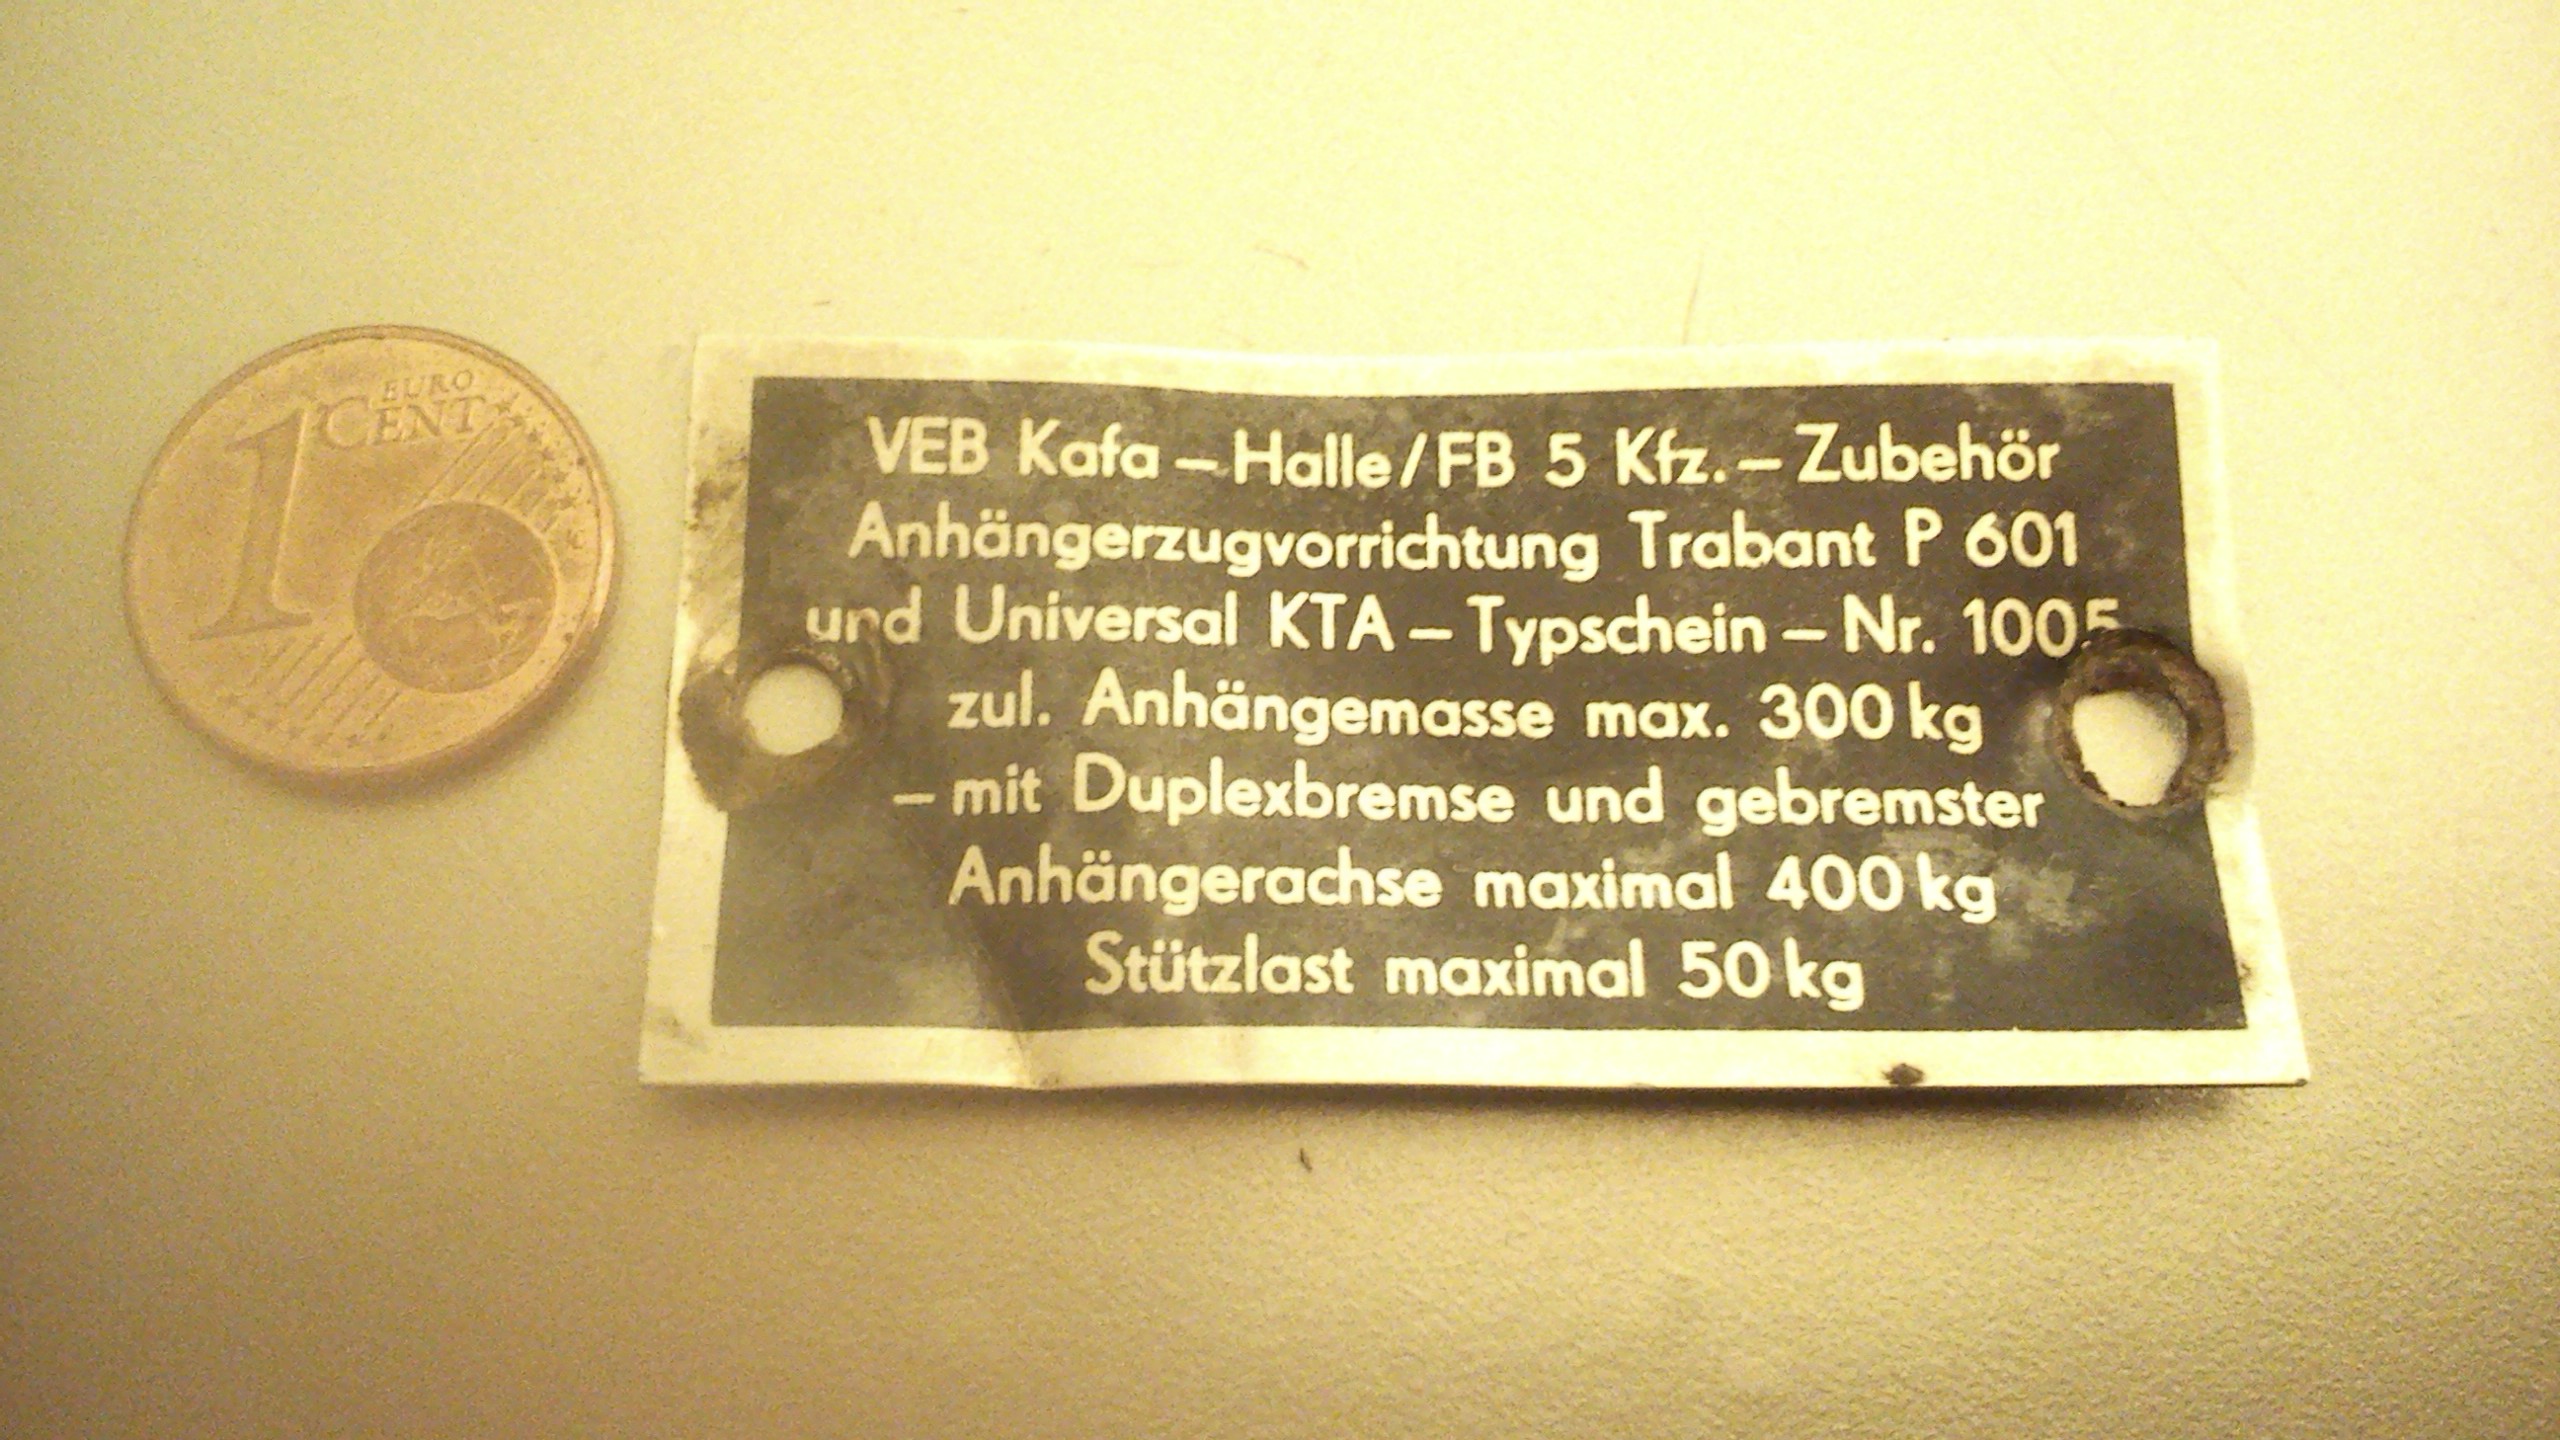 1
EURO
CENT
VEB Kafa – Halle/FB 5 Kfz. – Zubehör
Anhängerzugvorrichtung Trabant P 601
und Universal KTA – Typschein – Nr. 1005
zul. Anhängemasse max. 300 kg
– mit Duplexbremse und gebremster
Anhängerachse maximal 400 kg
Stützlast maximal 50 kg